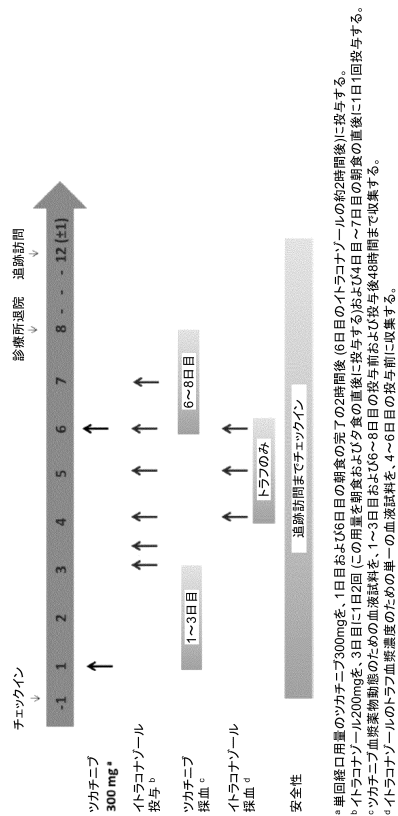 チェックイン
診療所退院 追跡訪問
-1 1 2 3 4 5 6 7 8 - - - 12 (±1)
ツカチニブ
300 mg a
イトラコナゾール
投与 b
ツカチニブ
採血 c
1～3日目
6～8日目
イトラコナゾール
採血 d
トラフのみ
安全性
追跡訪問までチェックイン
a 単回経口用量のツカチニブ300mgを、1日目および6日目の朝食の完了の2時間後 (6日目のイトラコナゾールの約2時間後)に投与する。
b イトラコナゾール200mgを、3日目に1日2回 (この用量を朝食および夕食の直後に投与する)および4日目～7日目の朝食の直後に1日1回投与する。
c ツカチニブ血漿薬物動態のための血液試料を、1～3日目および6～8日目の投与前および投与後48時間まで収集する。
d イトラコナゾールのトラフ血漿濃度のための単一の血液試料を、4～6日目の投与前に収集する。